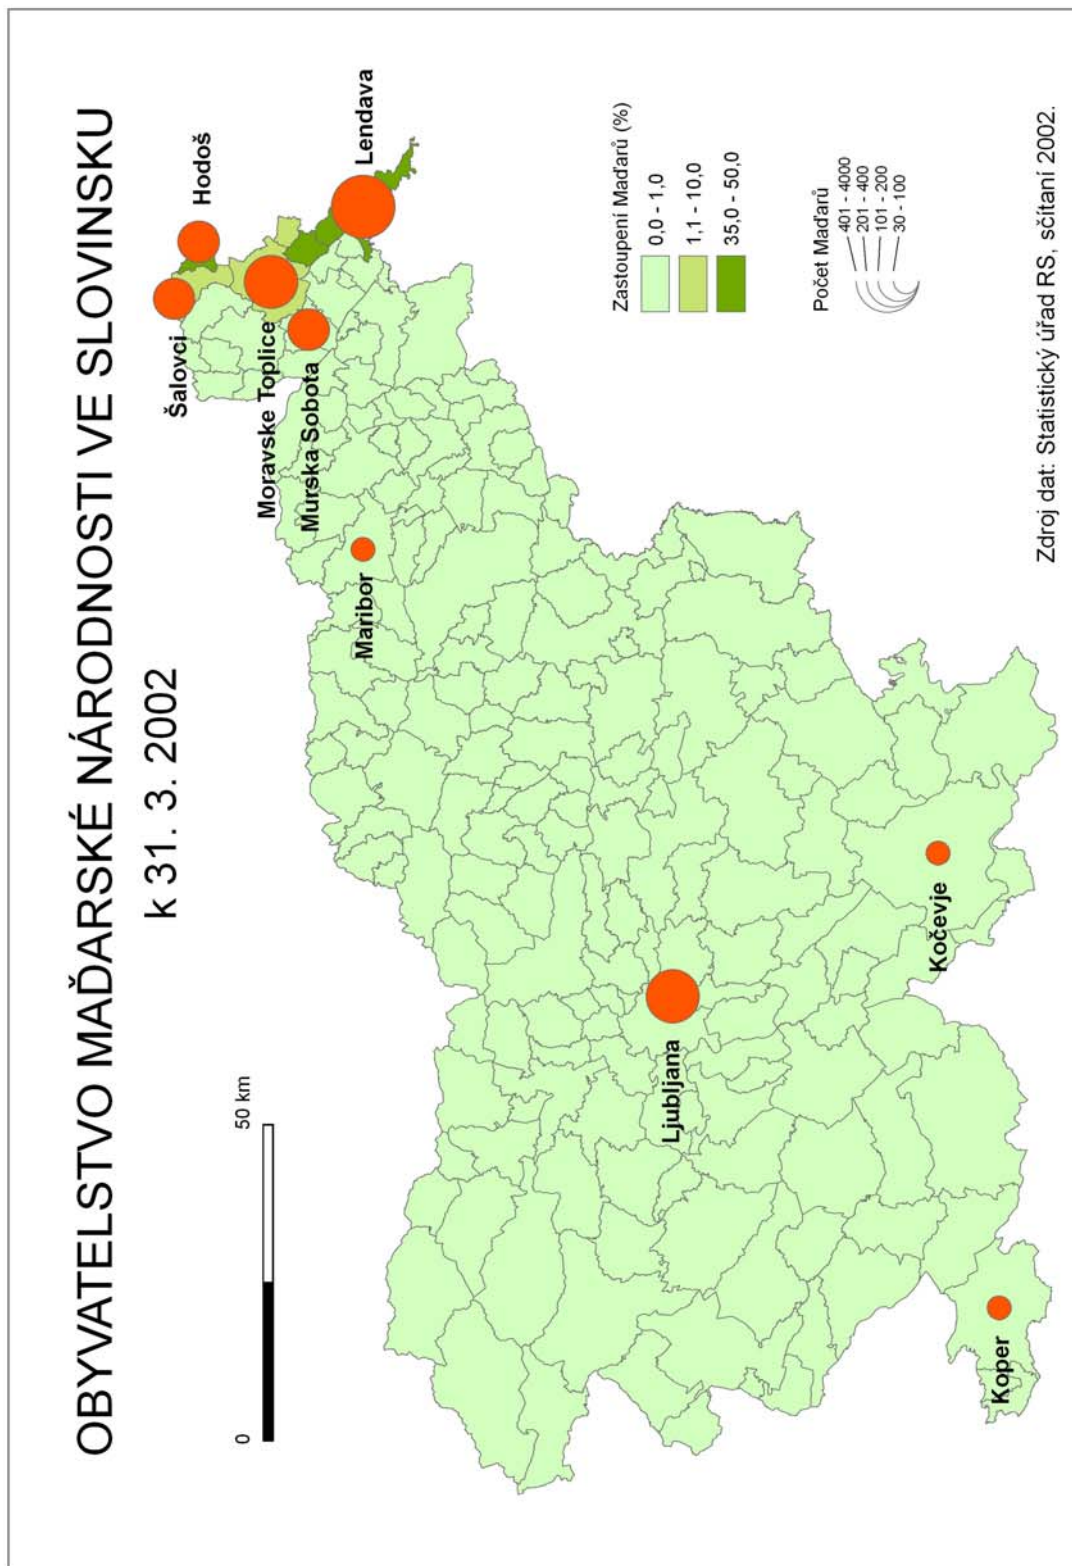 OBYVATELSTVO MAĎARSKÉ NÁRODNOSTI VE SLOVINSKU
k 31. 3. 2002
0
50 km
Šalovci
Hodoš
Moravske Toplice
Murska Sobota
Lendava
Maribor
Ljubljana
Kočevje
Koper
Zastoupení Maďarů (%)
0,0 - 1,0
1,1 - 10,0
35,0 - 50,0
Počet Maďarů
401 - 4000
201 - 400
101 - 200
30 - 100
Zdroj dat: Statistický úřad RS, sčítaní 2002.